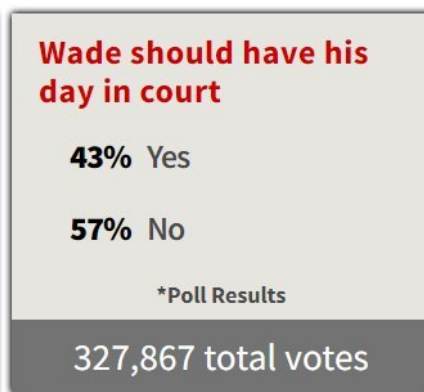 Wade should have his
day in court
43% Yes
57% No
*Poll Results
327,867 total votes